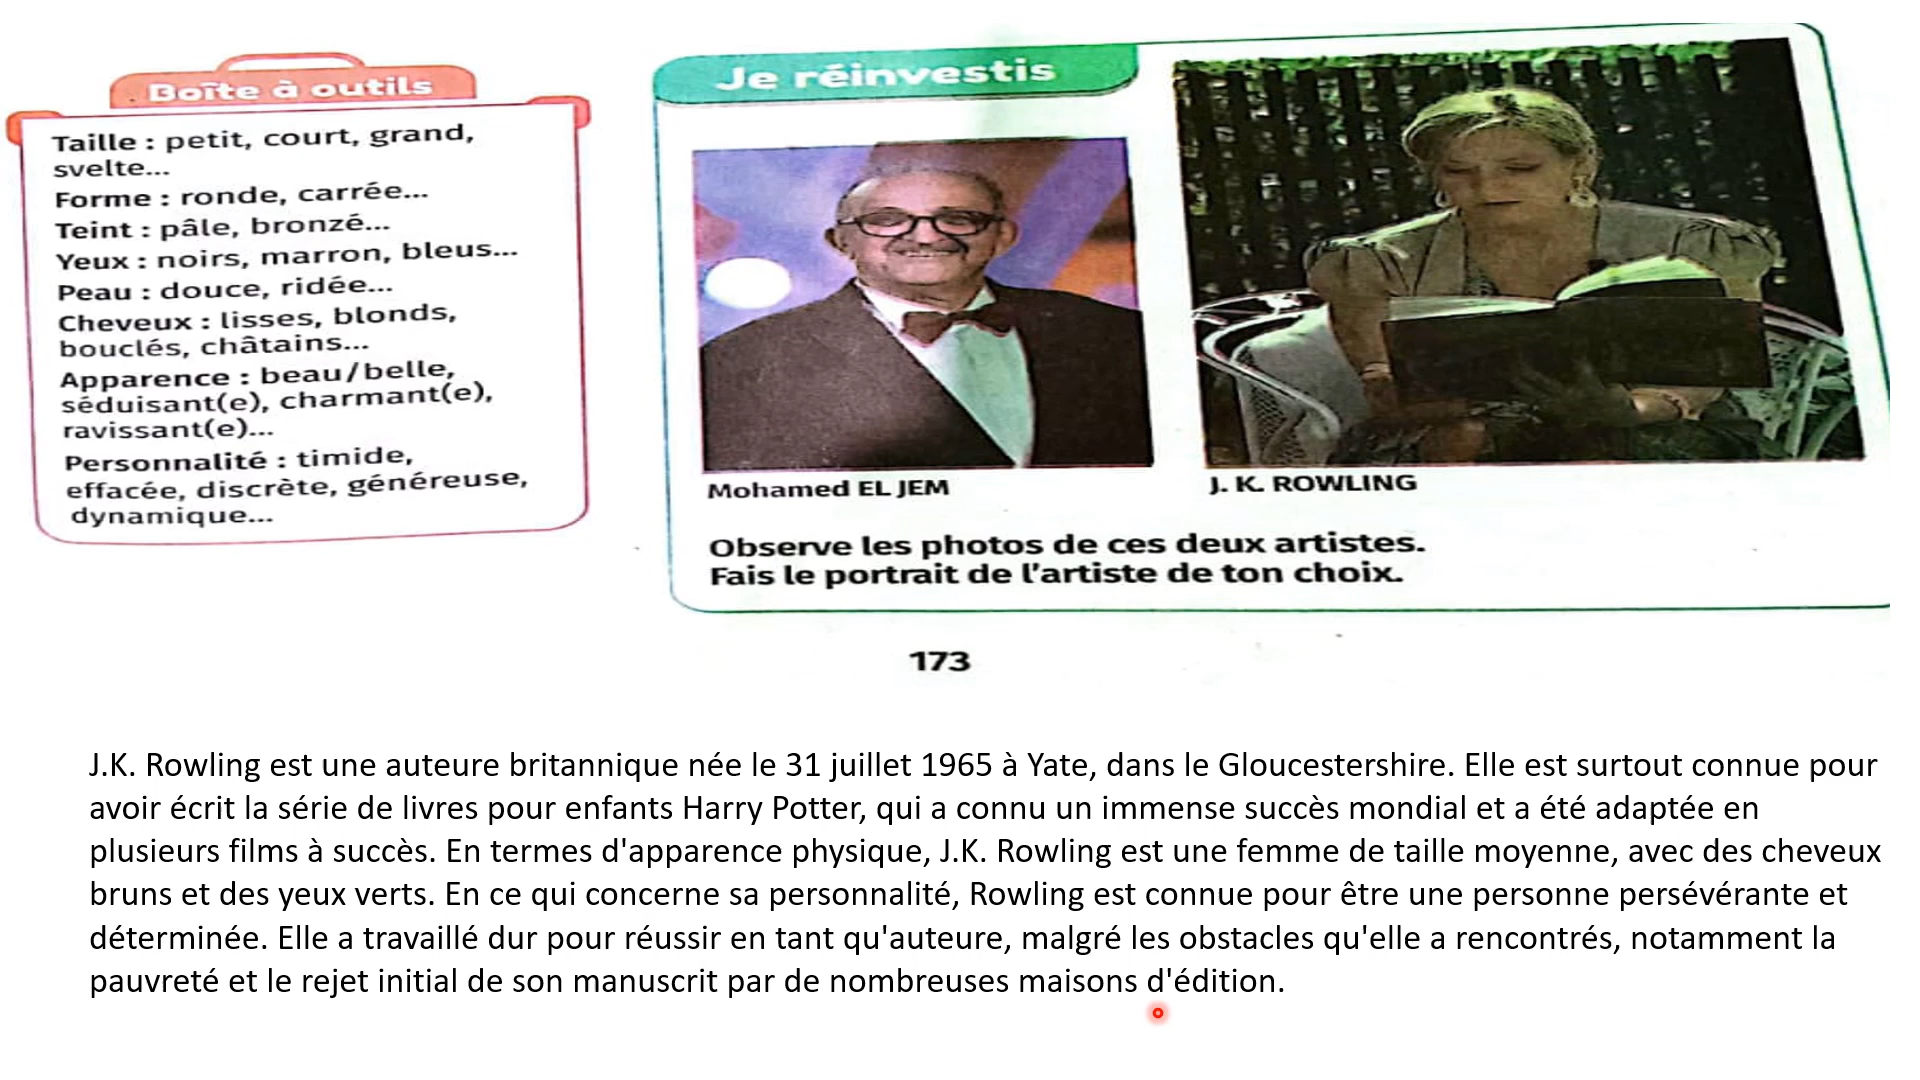 Boîte à outils
Taille : petit, court, grand,
svelte...
Forme : ronde, carrée...
Teint : pâle, bronzé...
Yeux : noirs, marron, bleus...
Peau : douce, ridée...
Cheveux : lisses, blonds,
bouclés, châtains...
Apparence : beau/belle,
séduisant(e), charmant(e),
ravissant(e)...
Personnalité : timide,
effacée, discrète, généreuse,
dynamique...
Je réinvestis
Mohamed EL JEM
J. K. ROWLING
Observe les photos de ces deux artistes.
Fais le portrait de l'artiste de ton choix.
173
J.K. Rowling est une auteure britannique née le 31 juillet 1965 à Yate, dans le Gloucestershire. Elle est surtout connue pour
avoir écrit la série de livres pour enfants Harry Potter, qui a connu un immense succès mondial et a été adaptée en
plusieurs films à succès. En termes d'apparence physique, J.K. Rowling est une femme de taille moyenne, avec des cheveux
bruns et des yeux verts. En ce qui concerne sa personnalité, Rowling est connue pour être une personne persévérante et
déterminée. Elle a travaillé dur pour réussir en tant qu'auteure, malgré les obstacles qu'elle a rencontrés, notamment la
pauvreté et le rejet initial de son manuscrit par de nombreuses maisons d'édition.